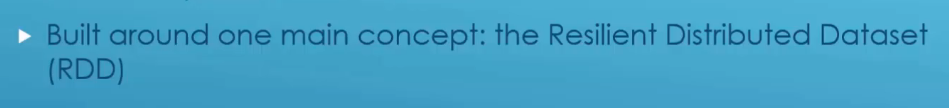 Built around one main concept: the Resilient Distributed Dataset
(RDD)